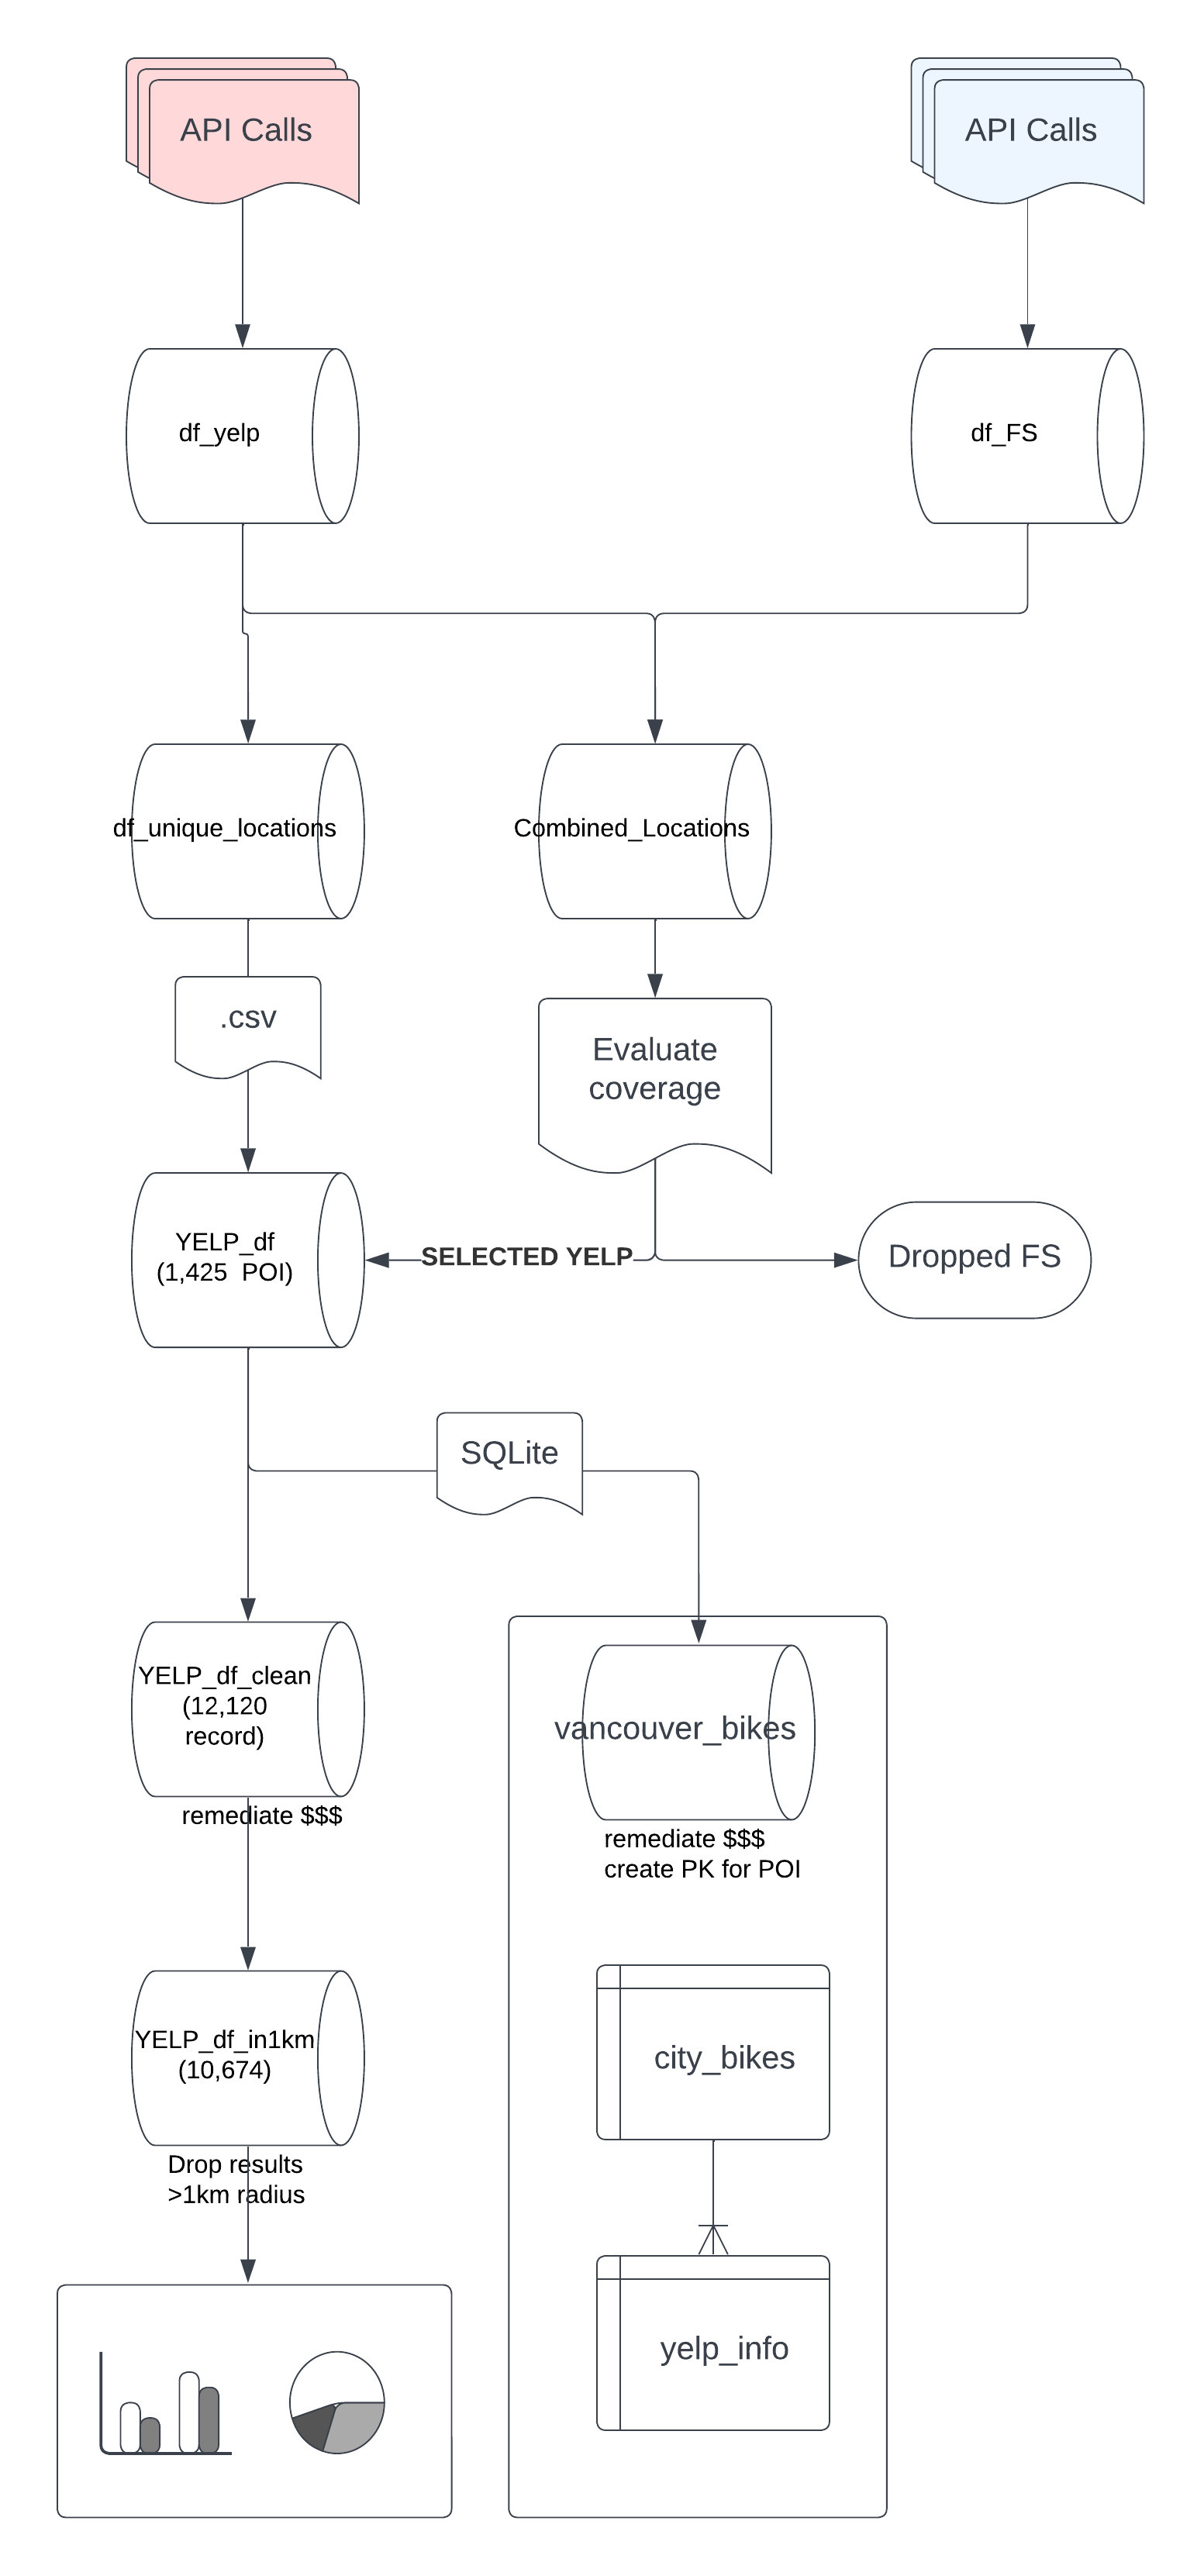 API Calls
API Calls
df_yelp
df_FS
df_unique_locations
Combined_Locations
.csv
Evaluate
coverage
YELP_df
(1,425  POI)
SELECTED YELP
Dropped FS
SQLite
YELP_df_clean
(12,120
record)
remediate $$$
vancouver_bikes
remediate $$$
create PK for POI
YELP_df_in1km
(10,674)
Drop results
>1km radius
city_bikes
yelp_info